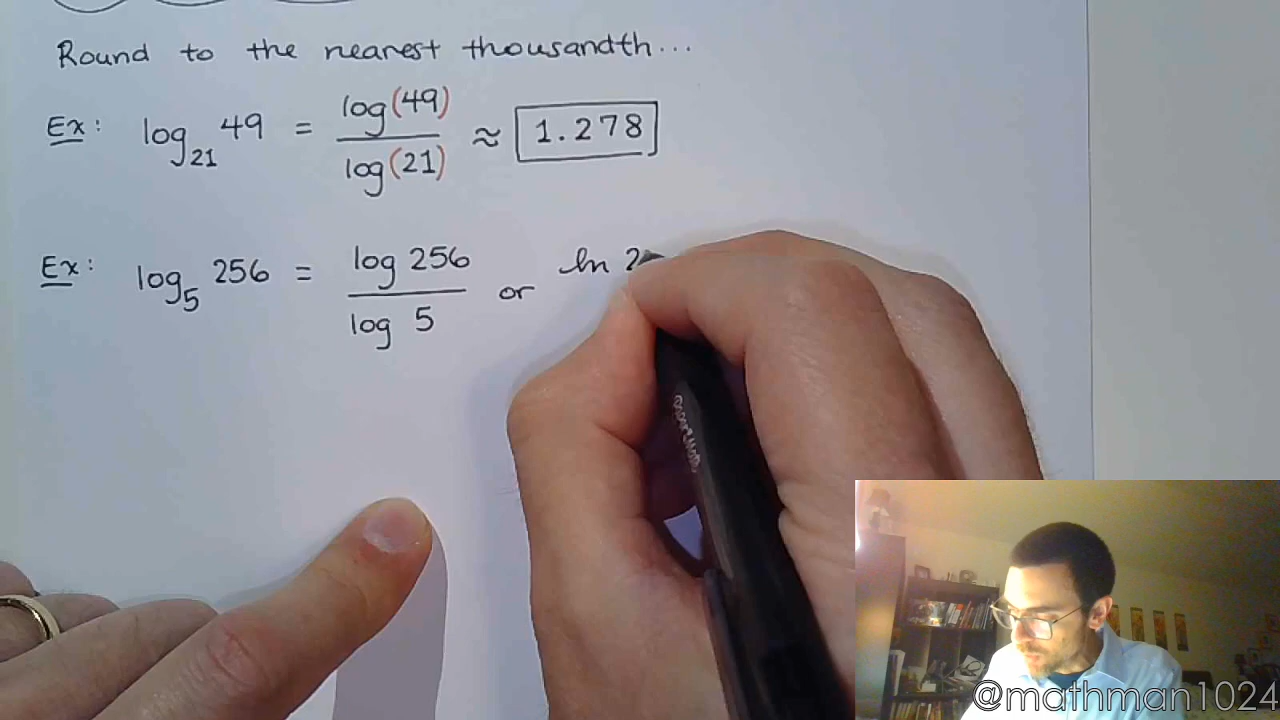 Round to the nearest thousandth...
Ex: log₂₁ 49 = log(49) / log(21) ≈ 1.278
Ex: log₅ 256 = log 256 / log 5 or ln 2
@mathman1024